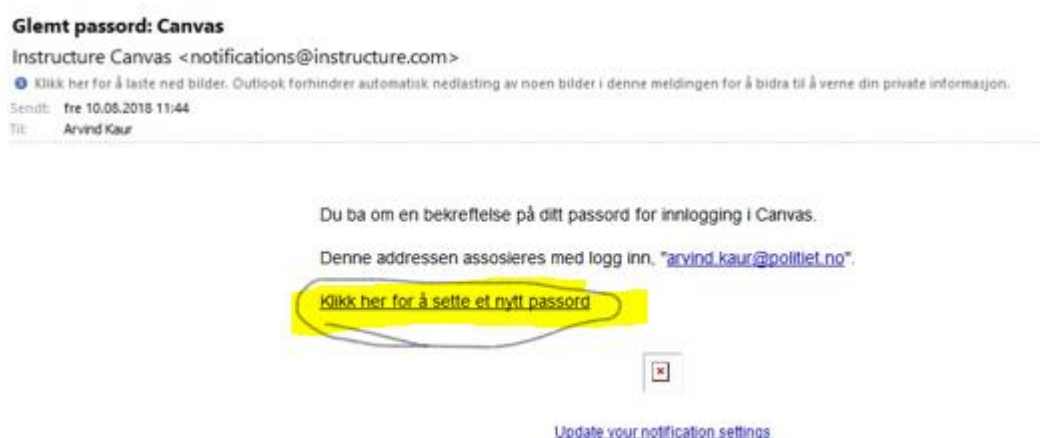 Glemt passord: Canvas
Instructure Canvas <notifications@instructure.com>
Klikk her for å laste ned bilder. Outlook forhindrer automatisk nedlasting av noen bilder i denne meldingen for å bidra til å verne din private informasjon.
Sendt: fre 10.08.2018 11:44
Til: Arvind Kaur
Du ba om en bekreftelse på ditt passord for innlogging i Canvas.
Denne addressen assosieres med logg inn, "arvind.kaur@politiet.no".
Klikk her for å sette et nytt passord
Update your notification settings